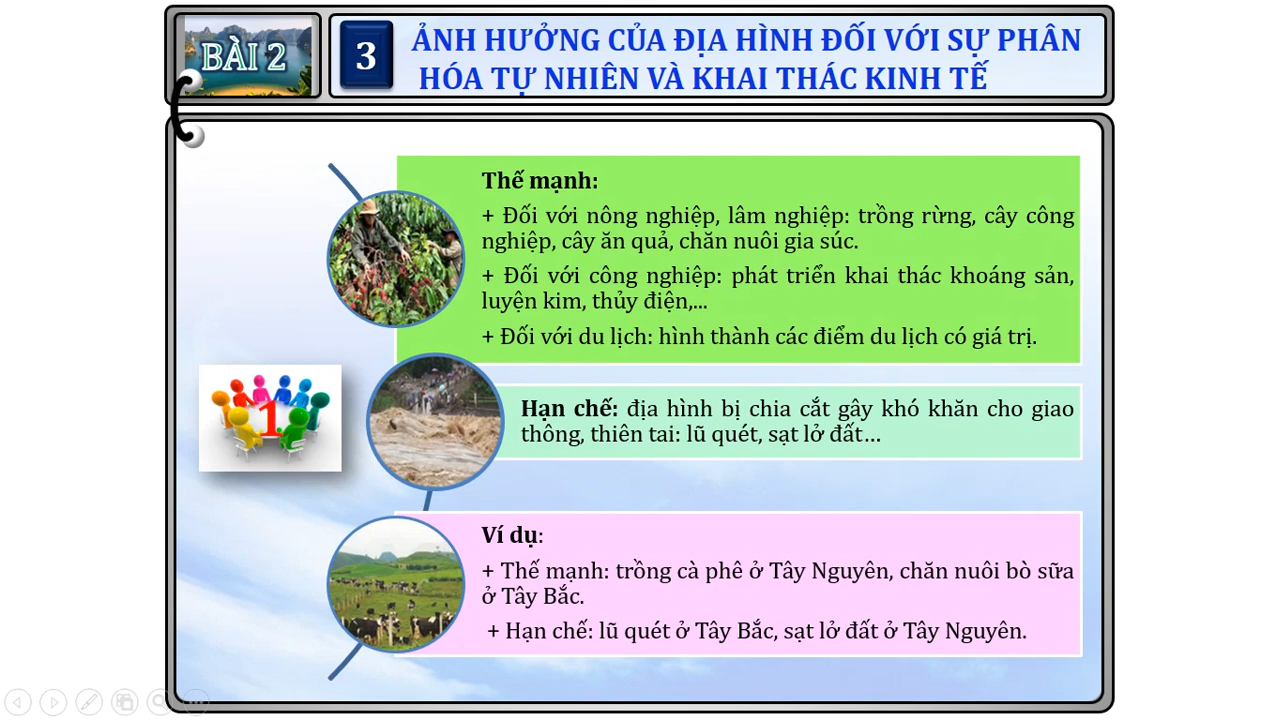 BÀI 2
3
ẢNH HƯỞNG CỦA ĐỊA HÌNH ĐỐI VỚI SỰ PHÂN
HÓA TỰ NHIÊN VÀ KHAI THÁC KINH TẾ
Thế mạnh:
+ Đối với nông nghiệp, lâm nghiệp: trồng rừng, cây công
nghiệp, cây ăn quả, chăn nuôi gia súc.
+ Đối với công nghiệp: phát triển khai thác khoáng sản,
luyện kim, thủy điện,...
+ Đối với du lịch: hình thành các điểm du lịch có giá trị.
1
Hạn chế: địa hình bị chia cắt gây khó khăn cho giao
thông, thiên tai: lũ quét, sạt lở đất…
Ví dụ:
+ Thế mạnh: trồng cà phê ở Tây Nguyên, chăn nuôi bò sữa
ở Tây Bắc.
+ Hạn chế: lũ quét ở Tây Bắc, sạt lở đất ở Tây Nguyên.